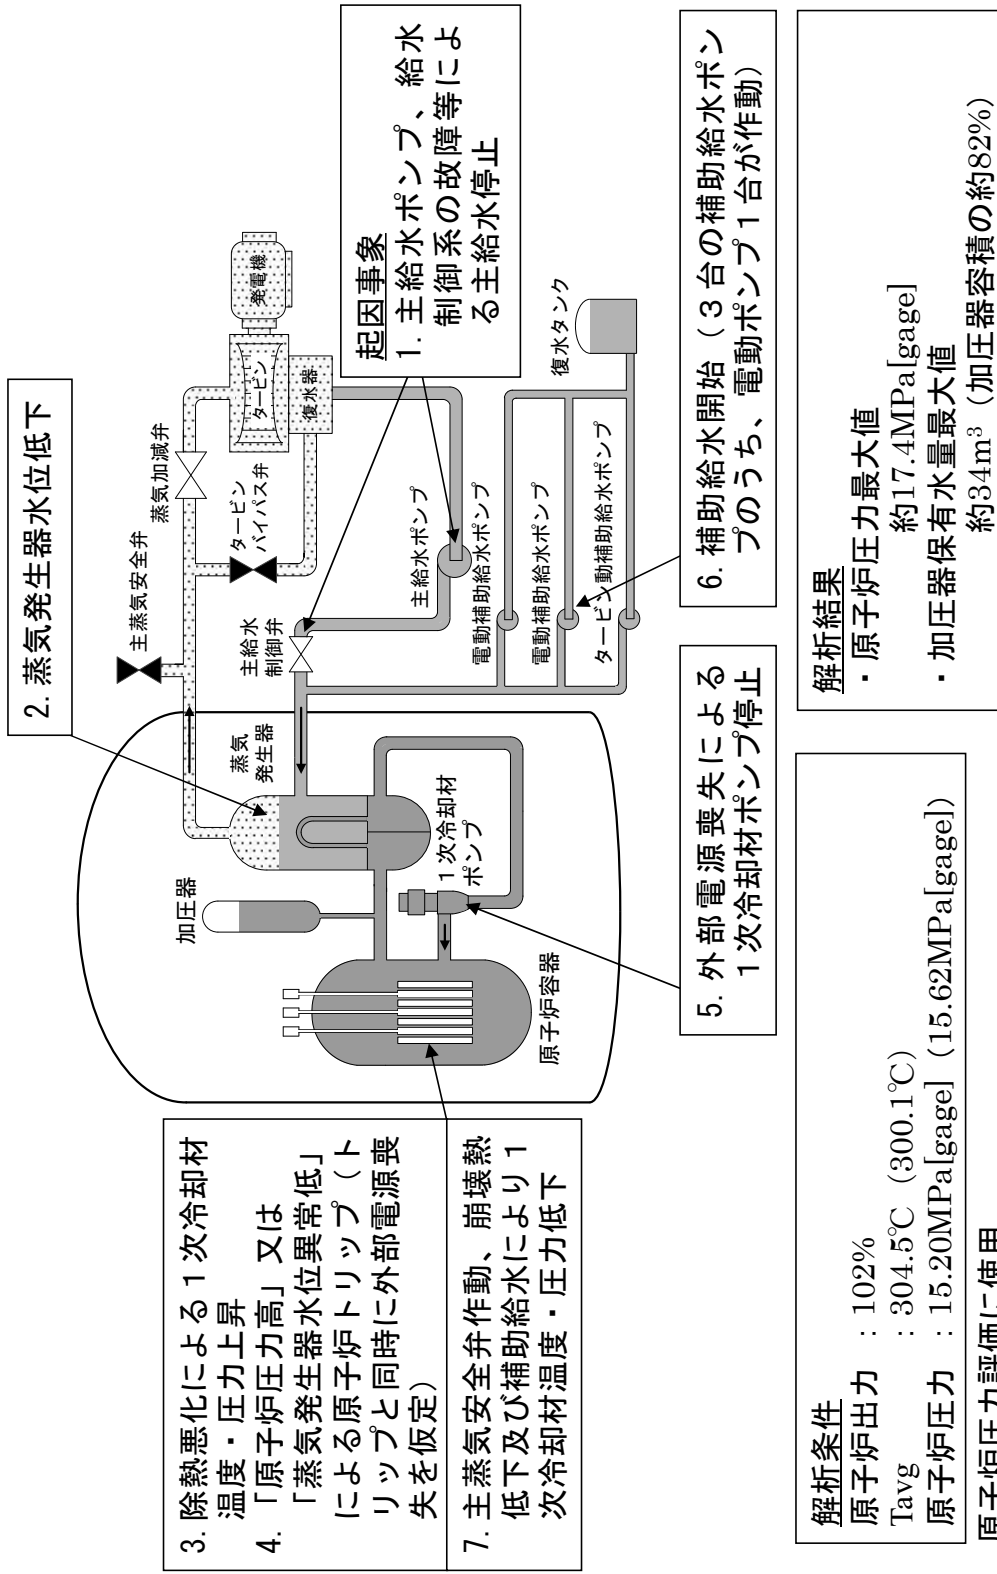 2. 蒸気発生器水位低下
起因事象
1. 主給水ポンプ、給水
制御系の故障等によ
る主給水停止
主蒸気安全弁
蒸気加減弁
タービン
バイパス弁
タービン
発電機
復水器
蒸気
発生器
主給水
制御弁
主給水ポンプ
電動補助給水ポンプ
電動補助給水ポンプ
タービン動補助給水ポンプ
復水タンク
加圧器
1次冷却材
ポンプ
原子炉容器
3. 除熱悪化による1次冷却材
温度・圧力上昇
4. 「原子炉圧力高」又は
「蒸気発生器水位異常低」
による原子炉トリップ（ト
リップと同時に外部電源喪
失を仮定）
7. 主蒸気安全弁作動、崩壊熱
低下及び補助給水により1
次冷却材温度・圧力低下
5. 外部電源喪失による
1次冷却材ポンプ停止
6. 補助給水開始（３台の補助給水ポン
プのうち、電動ポンプ１台が作動）
解析条件
原子炉出力 : 102%
Tavg : 304.5℃（300.1℃）
原子炉圧力 : 15.20MPa[gage]（15.62MPa[gage]）
解析結果
・原子炉圧力最大値
約17.4MPa[gage]
・加圧器保有水量最大値
約34m³（加圧器容積の約82%）